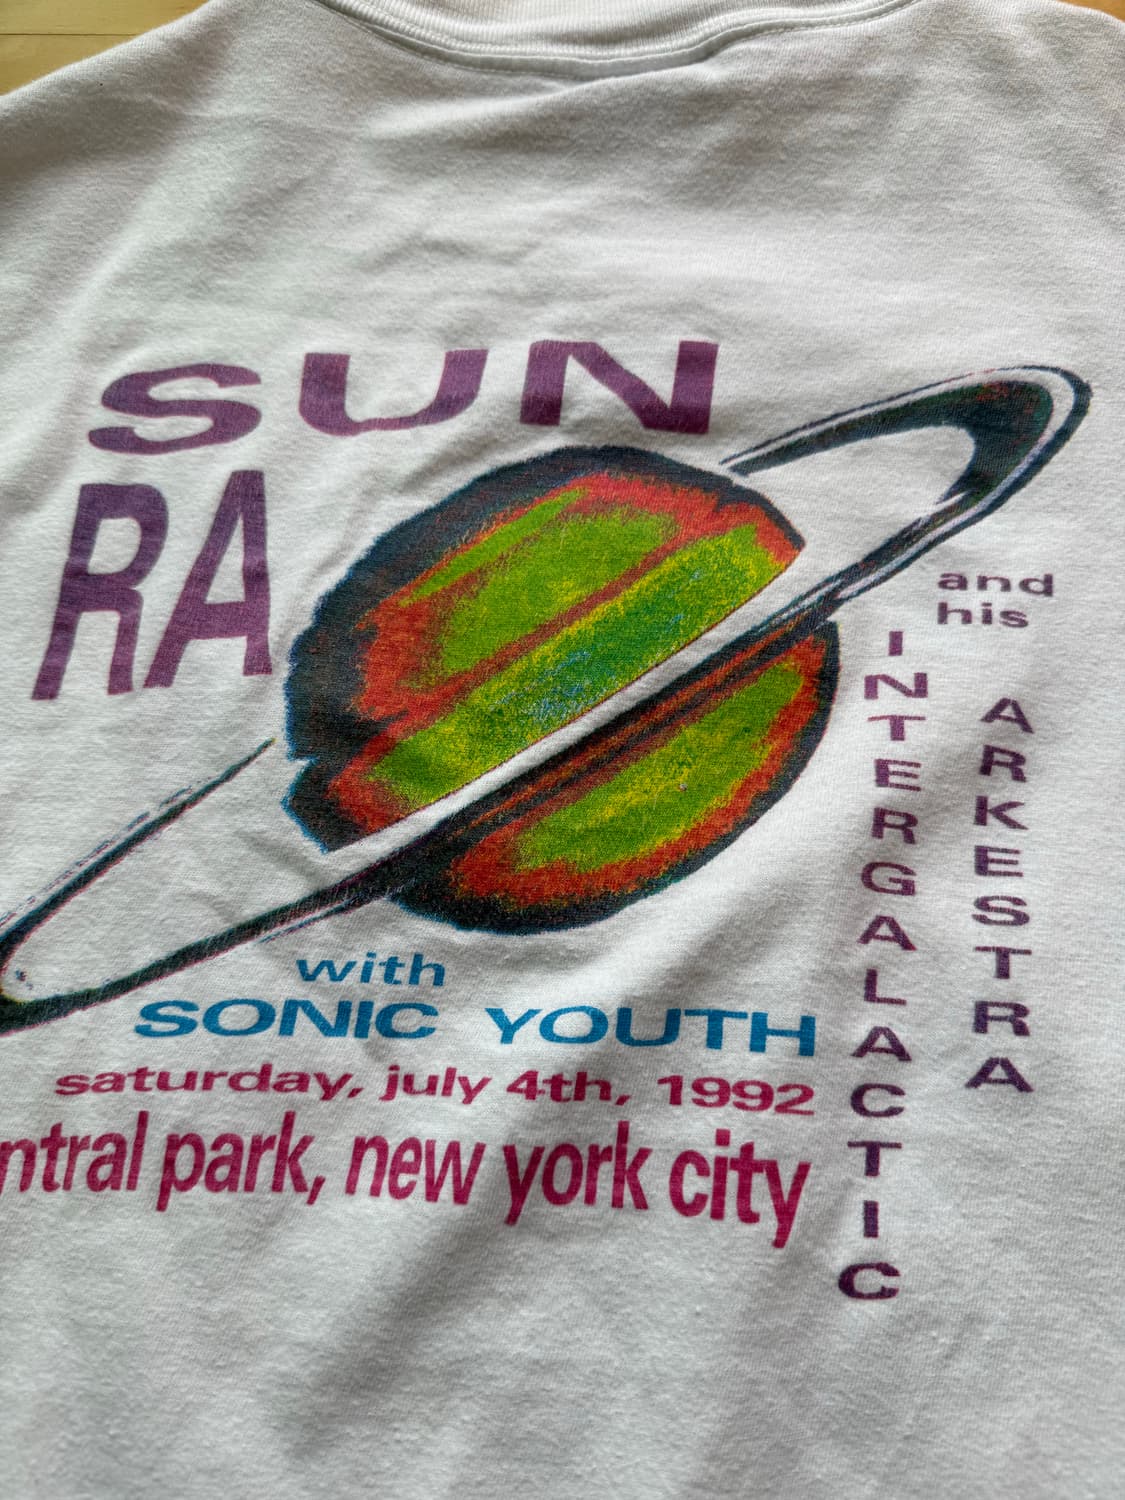 SUN
RA
and
his
INTERGALACTIC
ARKESTRA
with
SONIC YOUTH
saturday, july 4th, 1992
ntral park, new york city